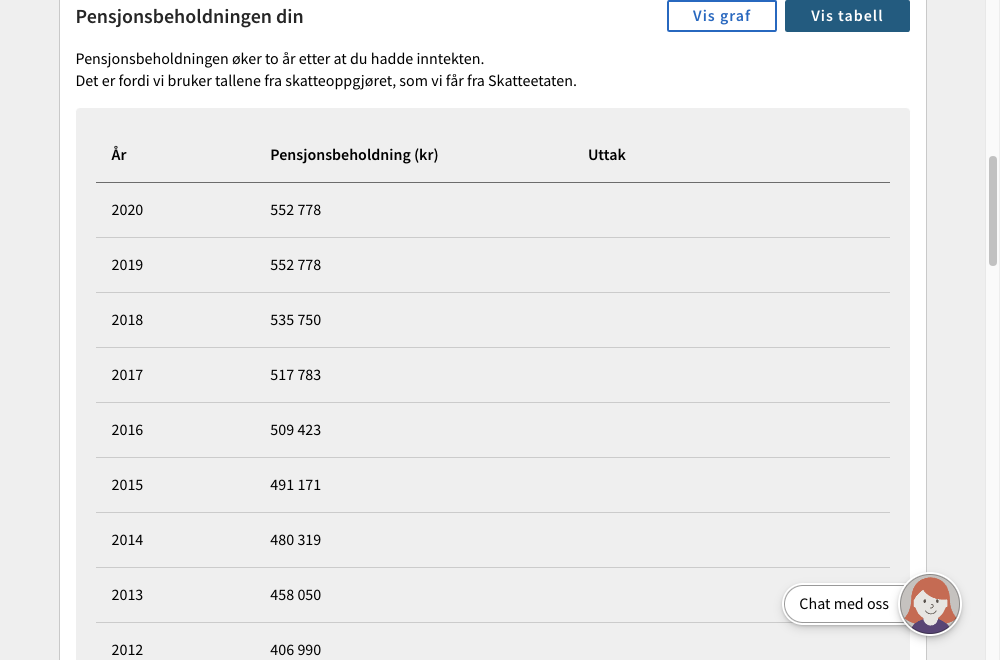 Pensjonsbeholdningen din
Vis graf
Vis tabell
Pensjonsbeholdningen øker to år etter at du hadde inntekten.
Det er fordi vi bruker tallene fra skatteoppgjøret, som vi får fra Skatteetaten.
År Pensjonsbeholdning (kr) Uttak
2020 552 778
2019 552 778
2018 535 750
2017 517 783
2016 509 423
2015 491 171
2014 480 319
2013 458 050
Chat med oss
2012 406 990